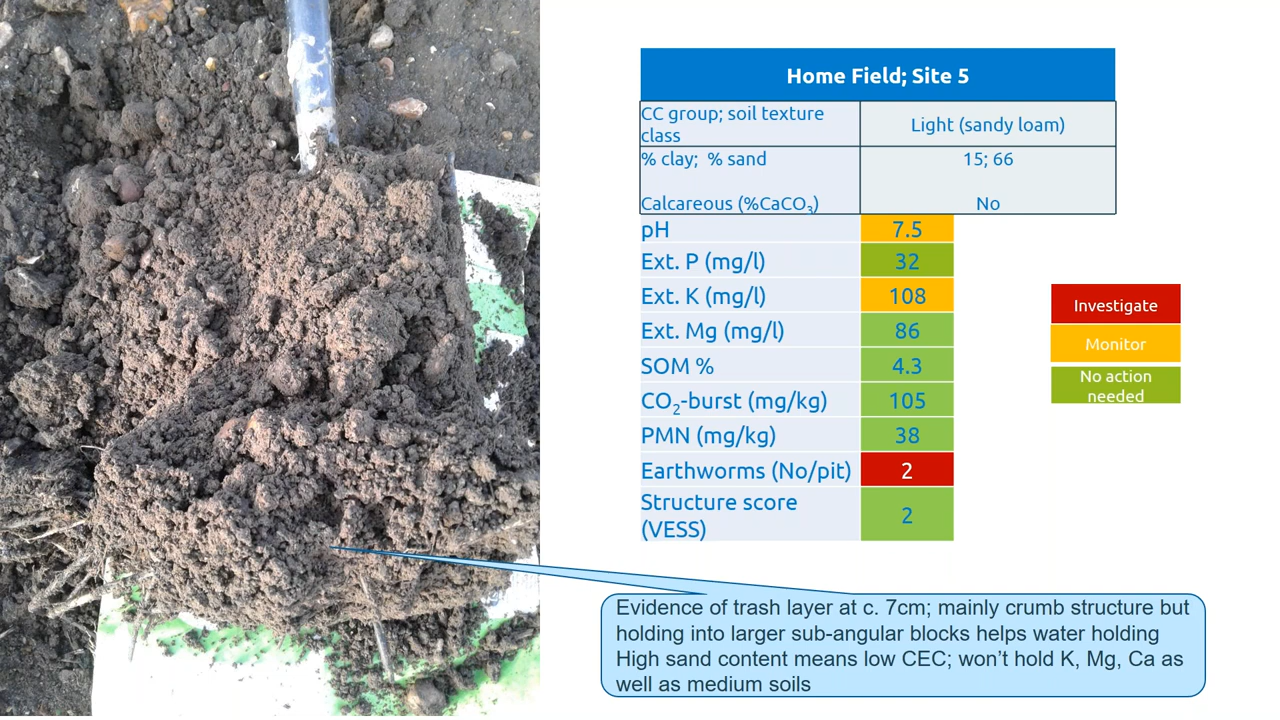 Home Field; Site 5
CC group; soil texture
class
Light (sandy loam)
% clay;  % sand
15; 66
Calcareous (%CaCO₃)
No
pH
7.5
Ext. P (mg/l)
32
Ext. K (mg/l)
108
Ext. Mg (mg/l)
86
SOM %
4.3
CO₂-burst (mg/kg)
105
PMN (mg/kg)
38
Earthworms (No/pit)
2
Structure score
(VESS)
2
Investigate
Monitor
No action
needed
Evidence of trash layer at c. 7cm; mainly crumb structure but
holding into larger sub-angular blocks helps water holding
High sand content means low CEC; won’t hold K, Mg, Ca as
well as medium soils